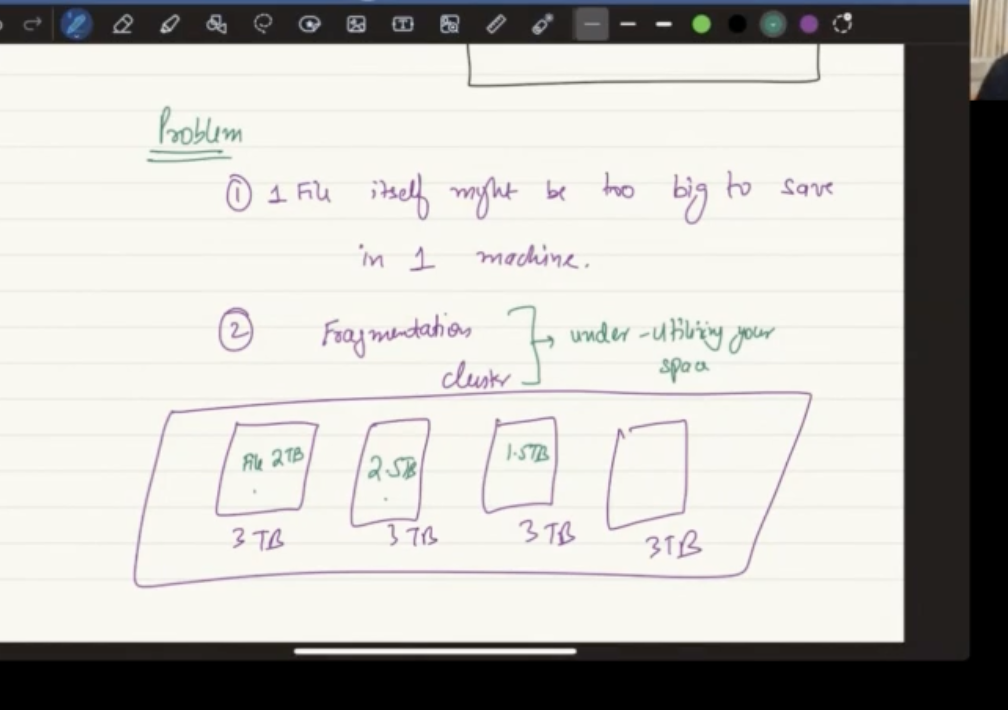 Problem
① 1 File itself might be too big to save
in 1 machine.
② Fragmentation
cluster
under-utilizing your
space
File 2TB
2.5TB
1.5TB
3 TB
3 TB
3 TB
3TB